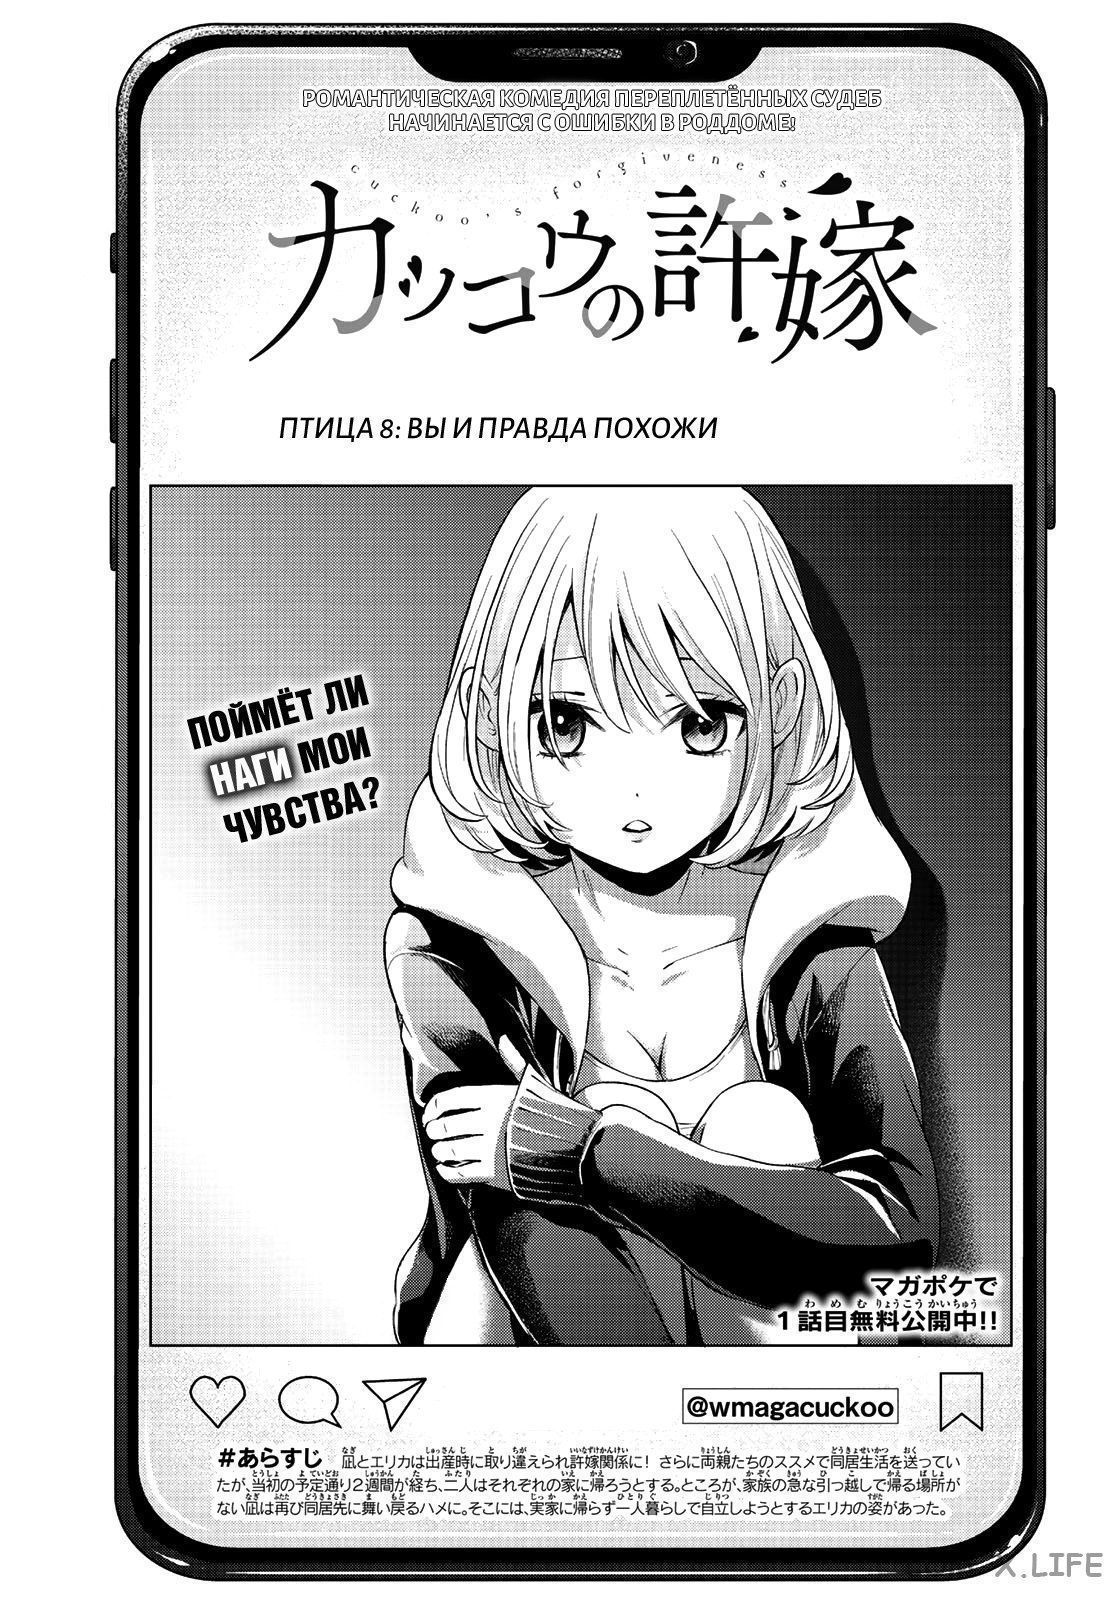 РОМАНТИЧЕСКАЯ КОМЕДИЯ ПЕРЕПЛЕТЁННЫХ СУДЕБ
НАЧИНАЕТСЯ С ОШИБКИ В РОДДОМЕ!
cuckoo's forgiveness
カッコウの許嫁
ПТИЦА 8: ВЫ И ПРАВДА ПОХОЖИ
ПОЙМЁТ ЛИ
НАГИ МОИ
ЧУВСТВА?
マガポケで
1話目無料公開中!!
@wmagacuckoo
#あらすじ 凪とエリカは出産時に取り違えられ許嫁関係に! さらに両親たちのススメで同居生活を送ってい
たが、当初の予定通り2週間が経ち、二人はそれぞれの家に帰ろうとする。ところが、家族の急な引っ越しで帰る場所が
ない凪は再び同居先に舞い戻るハメに。そこには、実家に帰らず一人暮らしで自立しようとするエリカの姿があった。
X.LIFE